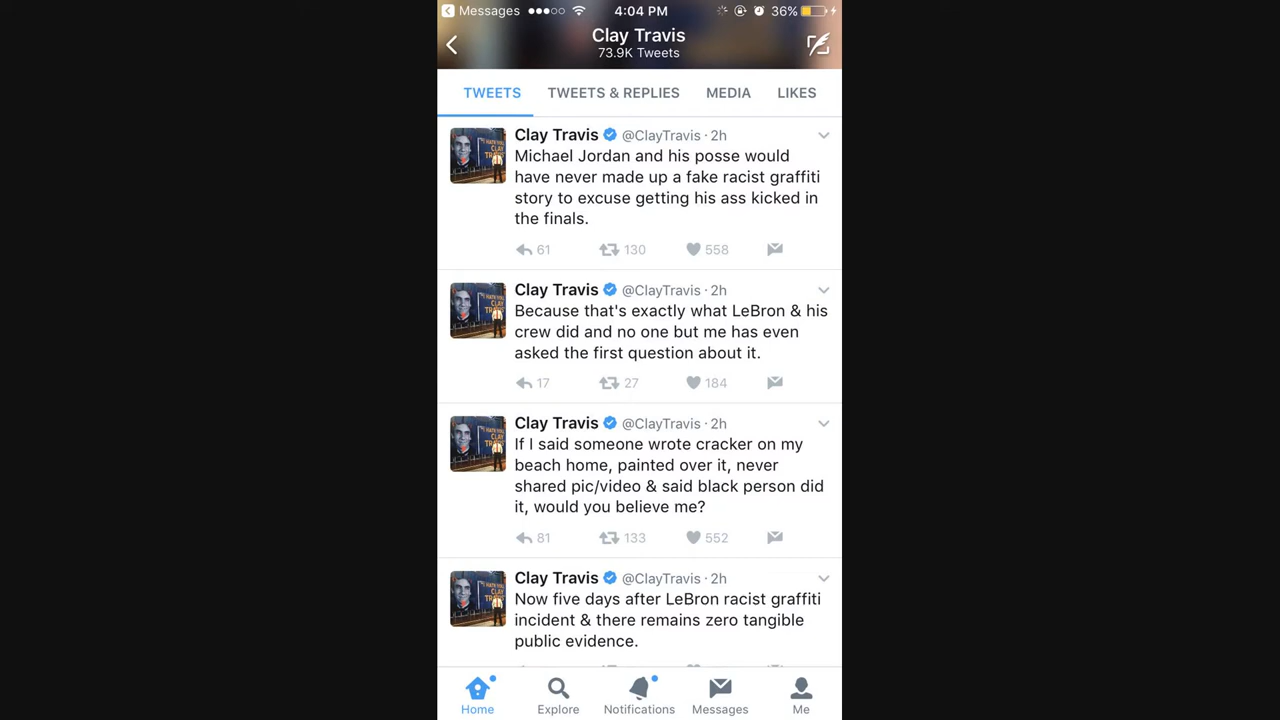 Messages 4:04 PM 36%
Clay Travis
73.9K Tweets
TWEETS TWEETS & REPLIES MEDIA LIKES
Clay Travis @ClayTravis · 2h
Michael Jordan and his posse would
have never made up a fake racist graffiti
story to excuse getting his ass kicked in
the finals.
61 130 558
Clay Travis @ClayTravis · 2h
Because that's exactly what LeBron & his
crew did and no one but me has even
asked the first question about it.
17 27 184
Clay Travis @ClayTravis · 2h
If I said someone wrote cracker on my
beach home, painted over it, never
shared pic/video & said black person did
it, would you believe me?
81 133 552
Clay Travis @ClayTravis · 2h
Now five days after LeBron racist graffiti
incident & there remains zero tangible
public evidence.
Home Explore Notifications Messages Me